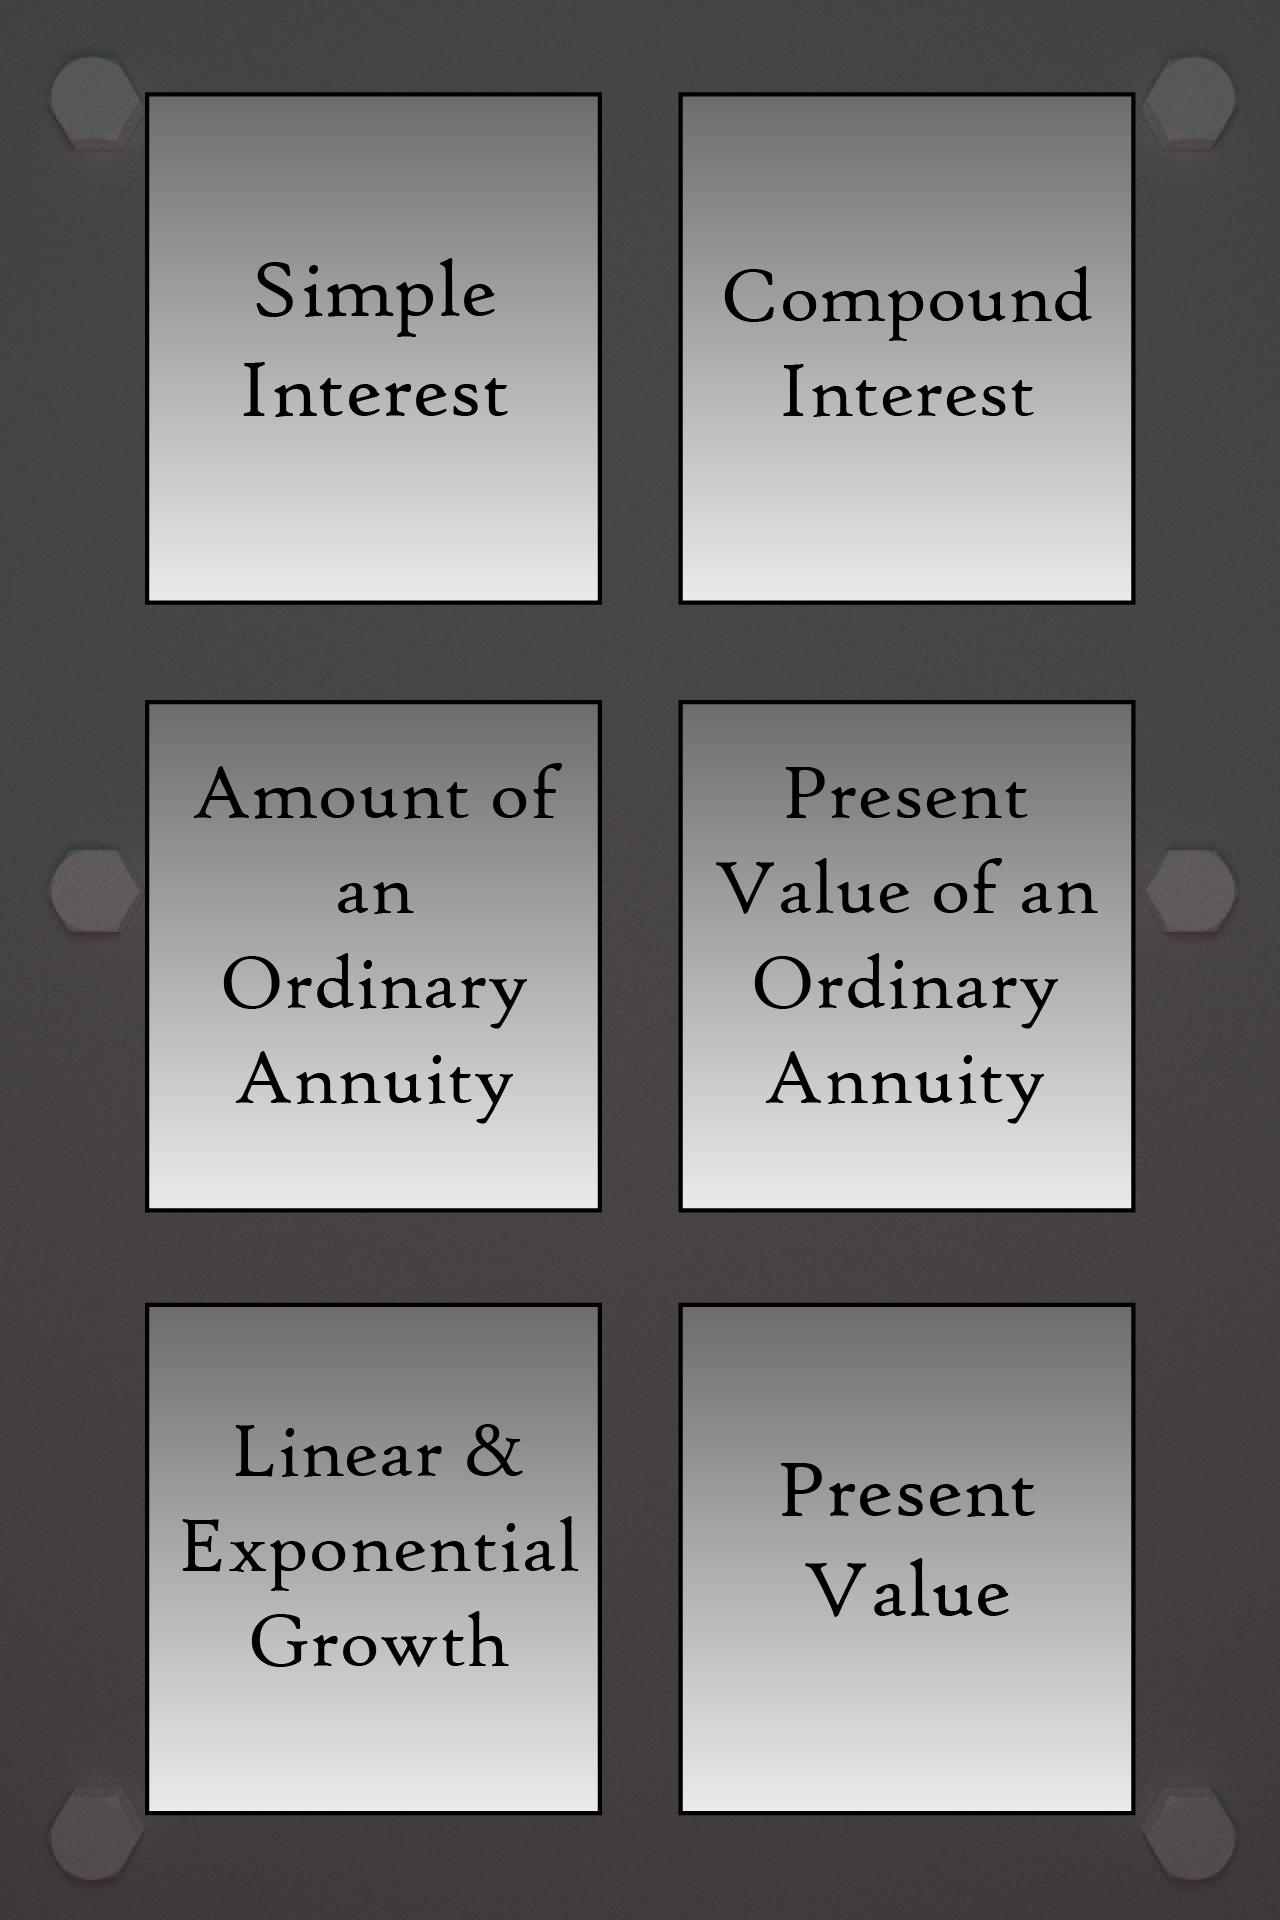 Simple
Interest
Compound
Interest
Amount of
an
Ordinary
Annuity
Present
Value of an
Ordinary
Annuity
Linear &
Exponential
Growth
Present
Value